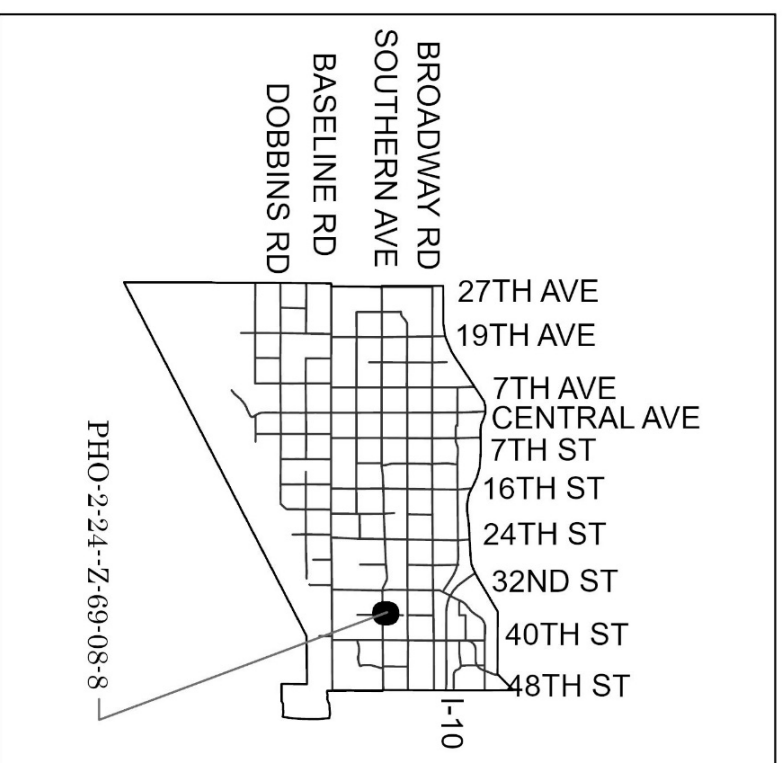 BROADWAY RD
SOUTHERN AVE
BASELINE RD
DOBBINS RD
27TH AVE
19TH AVE
7TH AVE
CENTRAL AVE
7TH ST
16TH ST
24TH ST
32ND ST
40TH ST
48TH ST
I-10
PHO-2-24--Z-69-08-8